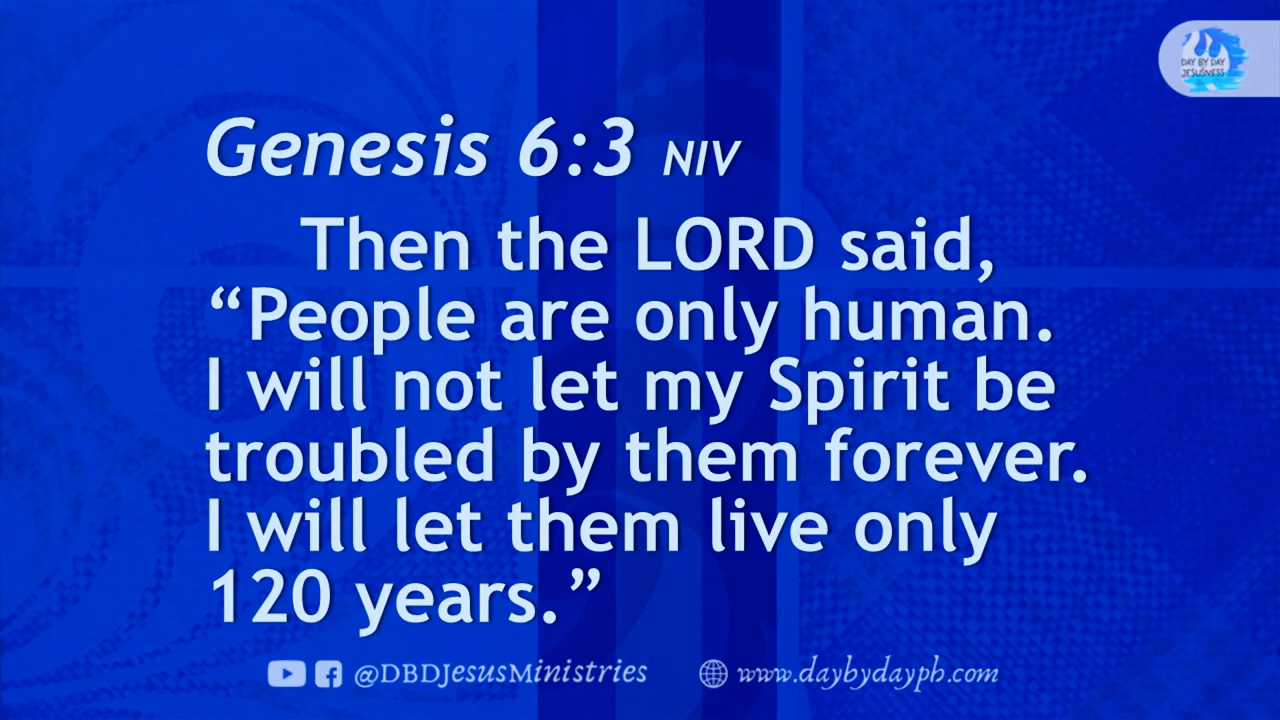 DAY BY DAY
JESUSNESS
Genesis 6:3 NIV
Then the LORD said,
“People are only human.
I will not let my Spirit be
troubled by them forever.
I will let them live only
120 years.”
@DBDJesusMinistries www.daybydayph.com